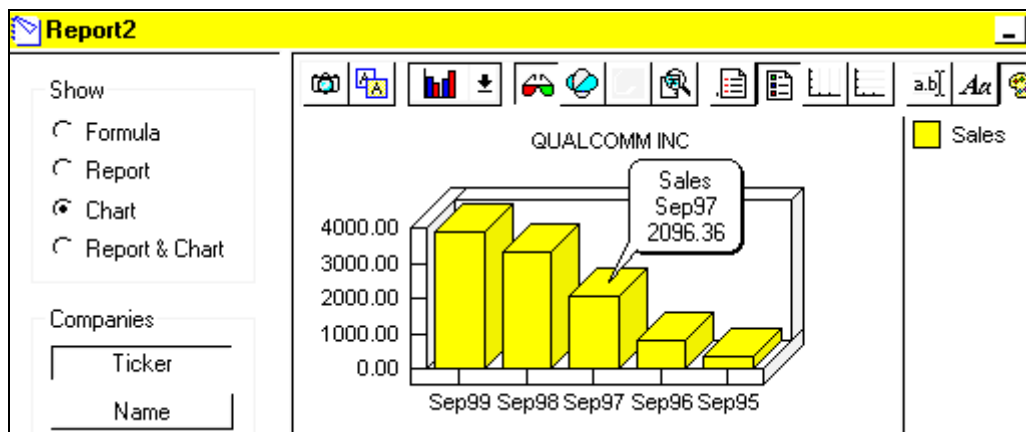 Report2
Show
Formula
Report
Chart
Report & Chart
Companies
Ticker
Name
a.b
Aa
A
A
QUALCOMM INC
Sales
Sales
Sep97
2096.36
4000.00
3000.00
2000.00
1000.00
0.00
Sep99 Sep98 Sep97 Sep96 Sep95